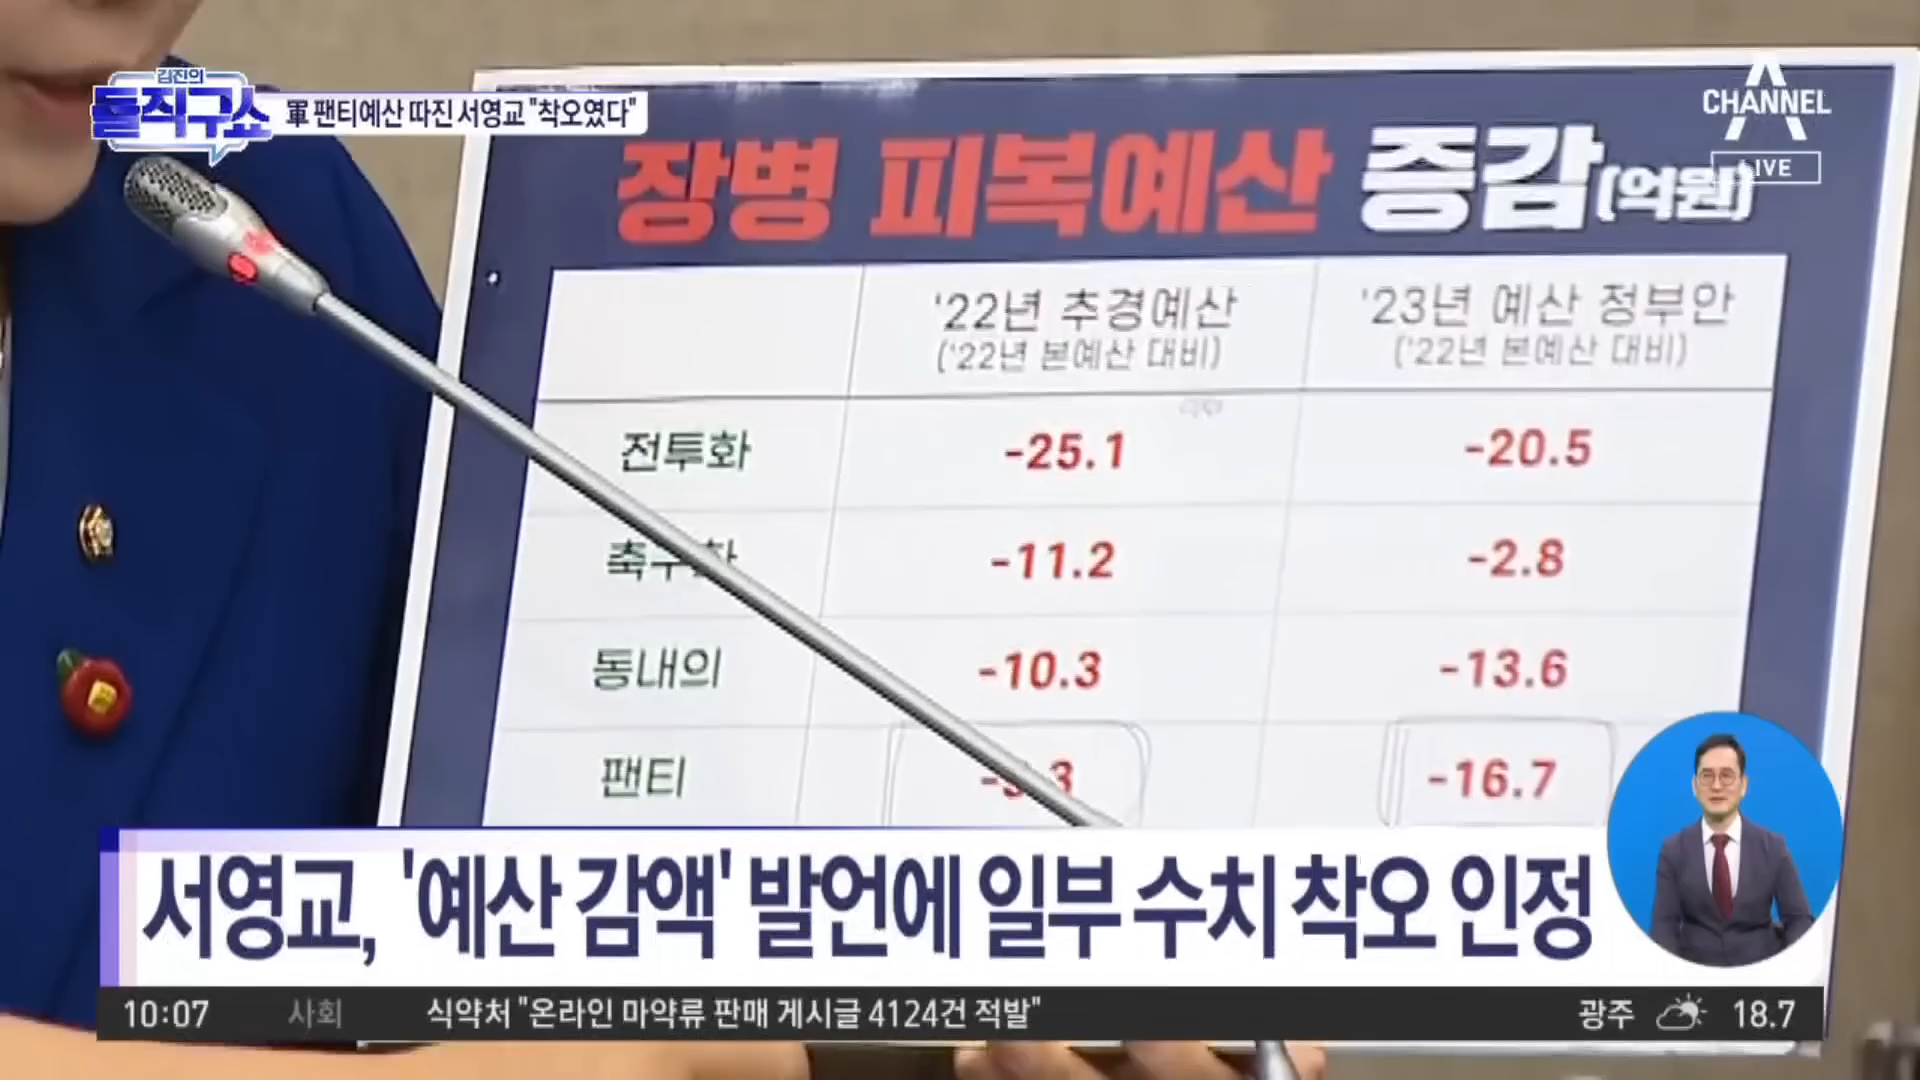 김진의
돌직구쇼
軍 팬티예산 따진 서영교 "착오였다"
CHANNEL A
LIVE
장병 피복예산 증감(억원)
'22년 추경예산 '23년 예산 정부안
('22년 본예산 대비) ('22년 본예산 대비)
전투화 -25.1 -20.5
-11.2 -2.8
동내의 -10.3 -13.6
팬티 -16.7
서영교, '예산 감액' 발언에 일부 수치 착오 인정
10:07 사회 식약처 "온라인 마약류 판매 게시글 4124건 적발" 광주 18.7